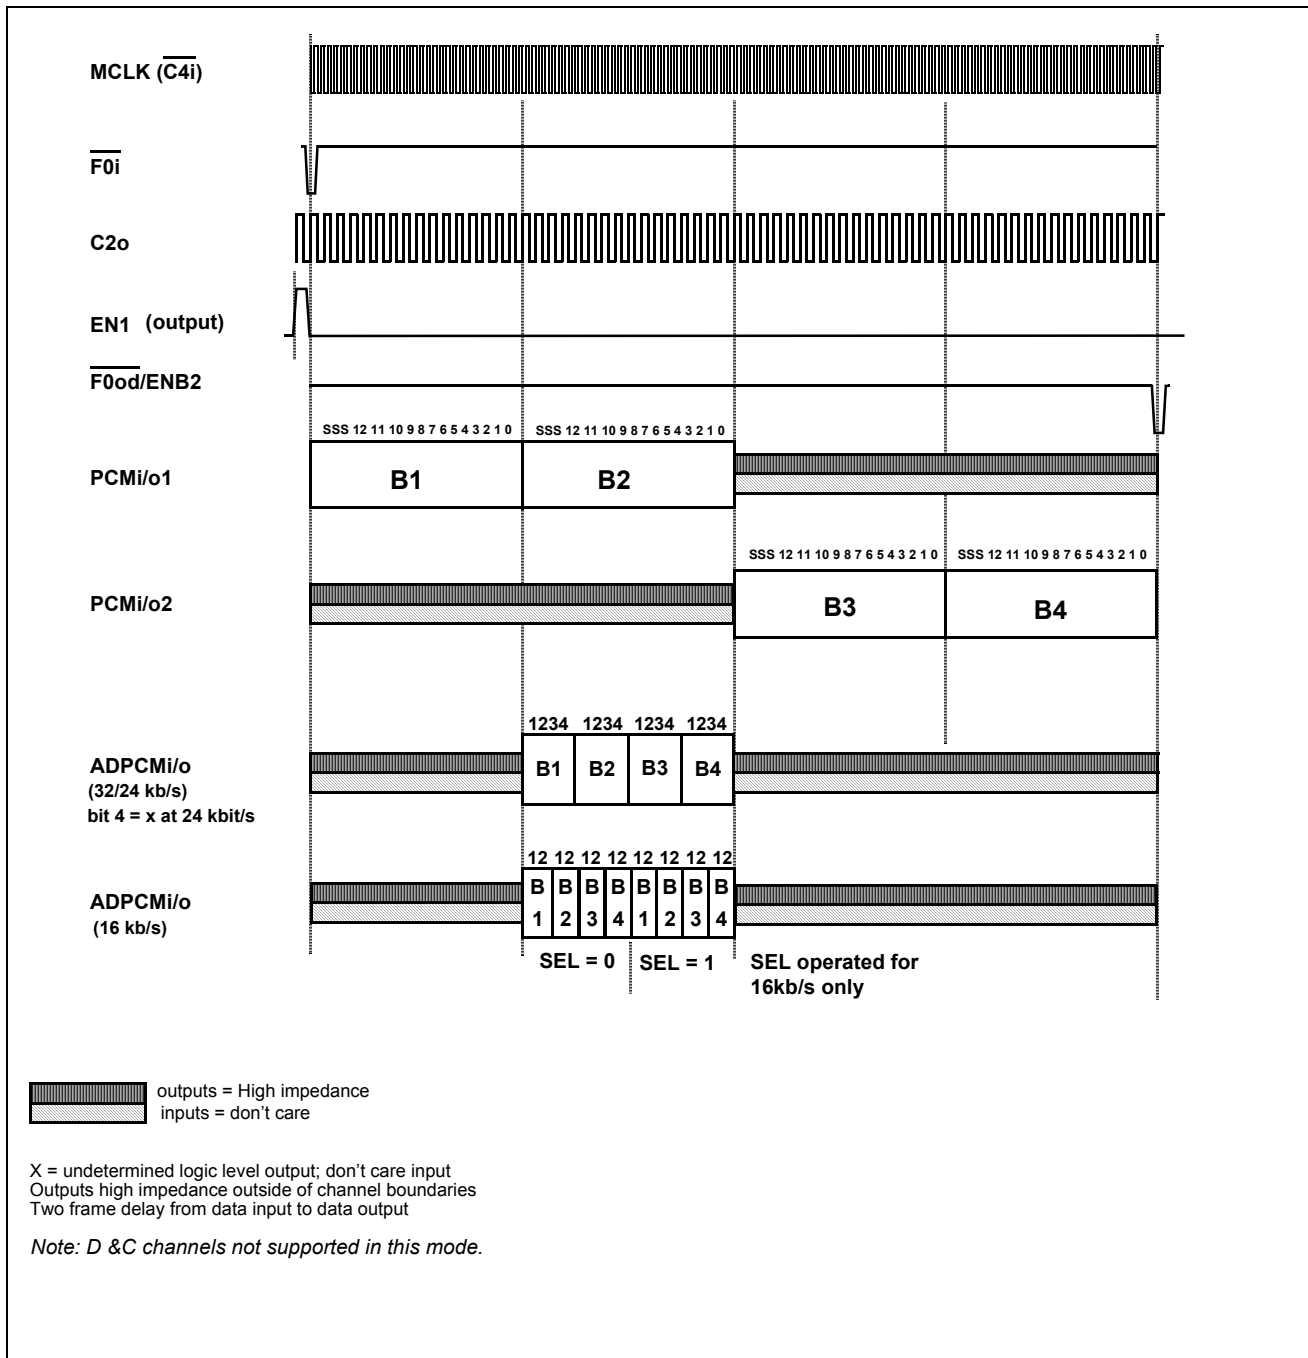 MCLK (C4i)
F0i
C2o
EN1 (output)
F0od/ENB2
SSS 12 11 10 9 8 7 6 5 4 3 2 1 0 SSS 12 11 10 9 8 7 6 5 4 3 2 1 0
PCMi/o1 B1 B2
SSS 12 11 10 9 8 7 6 5 4 3 2 1 0 SSS 12 11 10 9 8 7 6 5 4 3 2 1 0
PCMi/o2 B3 B4
1234 1234 1234 1234
ADPCMi/o B1 B2 B3 B4
(32/24 kb/s)
bit 4 = x at 24 kbit/s
12 12 12 12 12 12 12 12
B B B B B B B B
ADPCMi/o
1 2 3 4 1 2 3 4
(16 kb/s)
SEL = 0 SEL = 1 SEL operated for
16kb/s only
outputs = High impedance
inputs = don't care
X = undetermined logic level output; don't care input
Outputs high impedance outside of channel boundaries
Two frame delay from data input to data output
Note: D &C channels not supported in this mode.